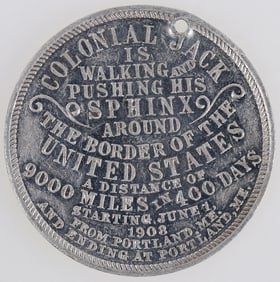 COLONIAL JACK
IS
WALKING AND
PUSHING HIS
SPHINX
AROUND
THE BORDER OF THE
UNITED STATES
A DISTANCE OF
9000 MILES IN 400 DAYS
STARTING JUNE 1,
1908
FROM PORTLAND, ME.
AND ENDING AT PORTLAND, ME.